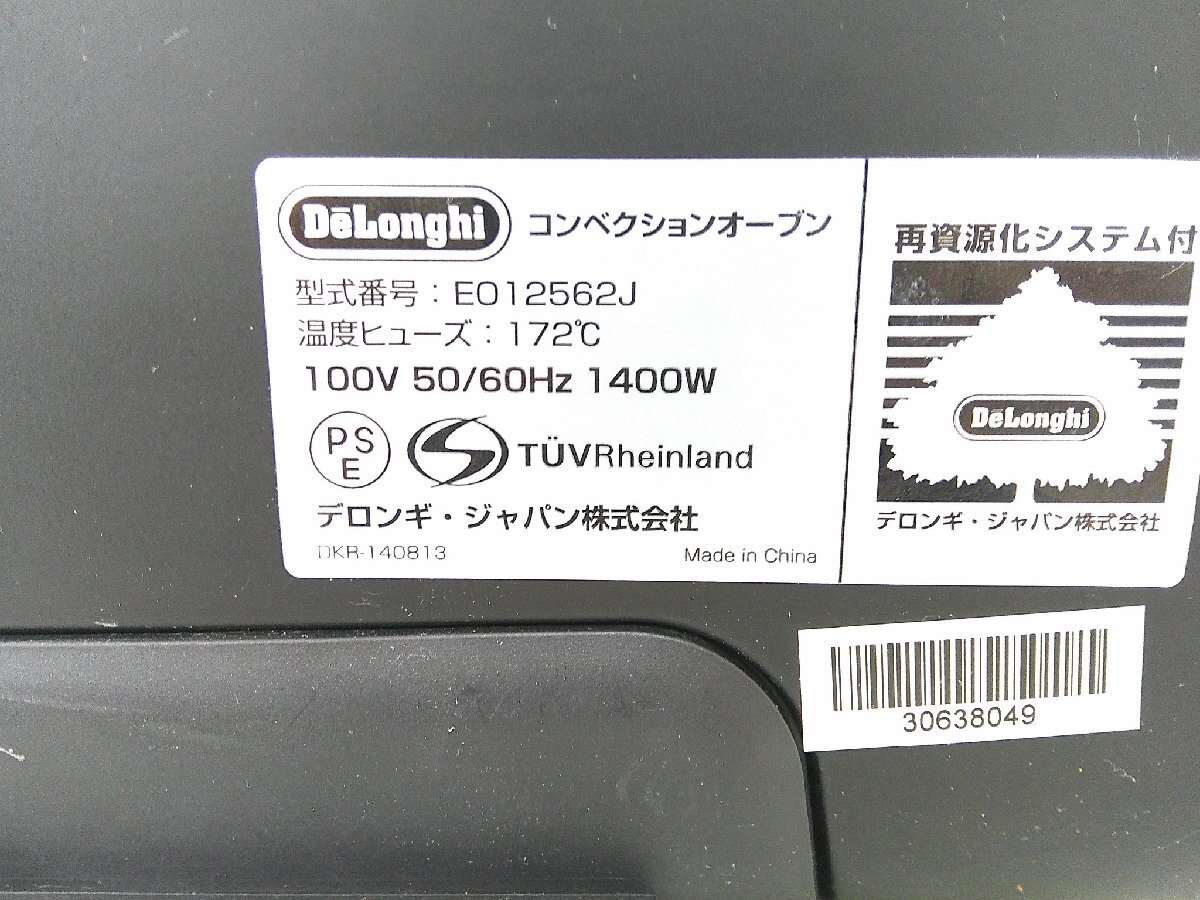 DēLonghi コンベクションオーブン
型式番号：EO12562J
温度ヒューズ：172℃
100V 50/60Hz 1400W
PSE TÜVRheinland
デロンギ・ジャパン株式会社
DKR-140813 Made in China
再資源化システム付
DēLonghi
デロンギ・ジャパン株式会社
30638049